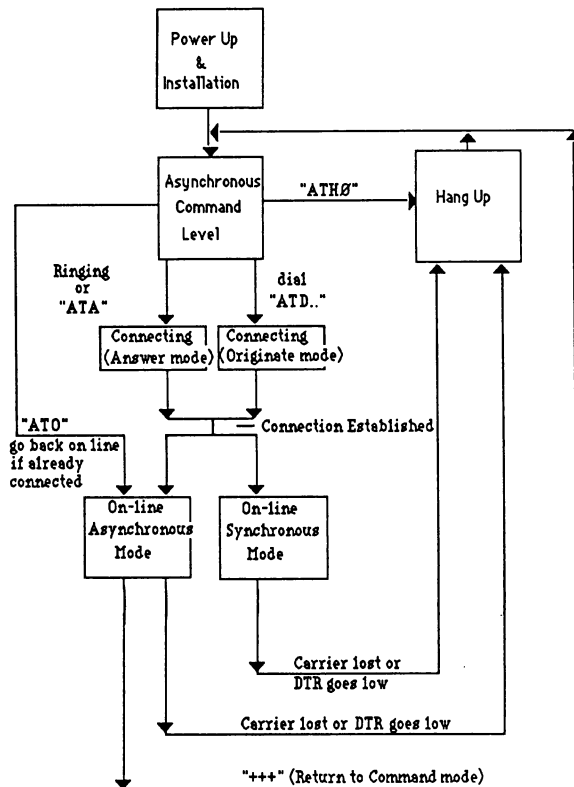 Power Up
&
Installation
Asynchronous
Command
Level
"ATHØ"
Hang Up
Ringing
or
"ATA"
dial
"ATD.."
Connecting
(Answer mode)
Connecting
(Originate mode)
"ATO"
go back on line
if already
connected
Connection Established
On-line
Asynchronous
Mode
On-line
Synchronous
Mode
Carrier lost or
DTR goes low
Carrier lost or DTR goes low
"+++" (Return to Command mode)